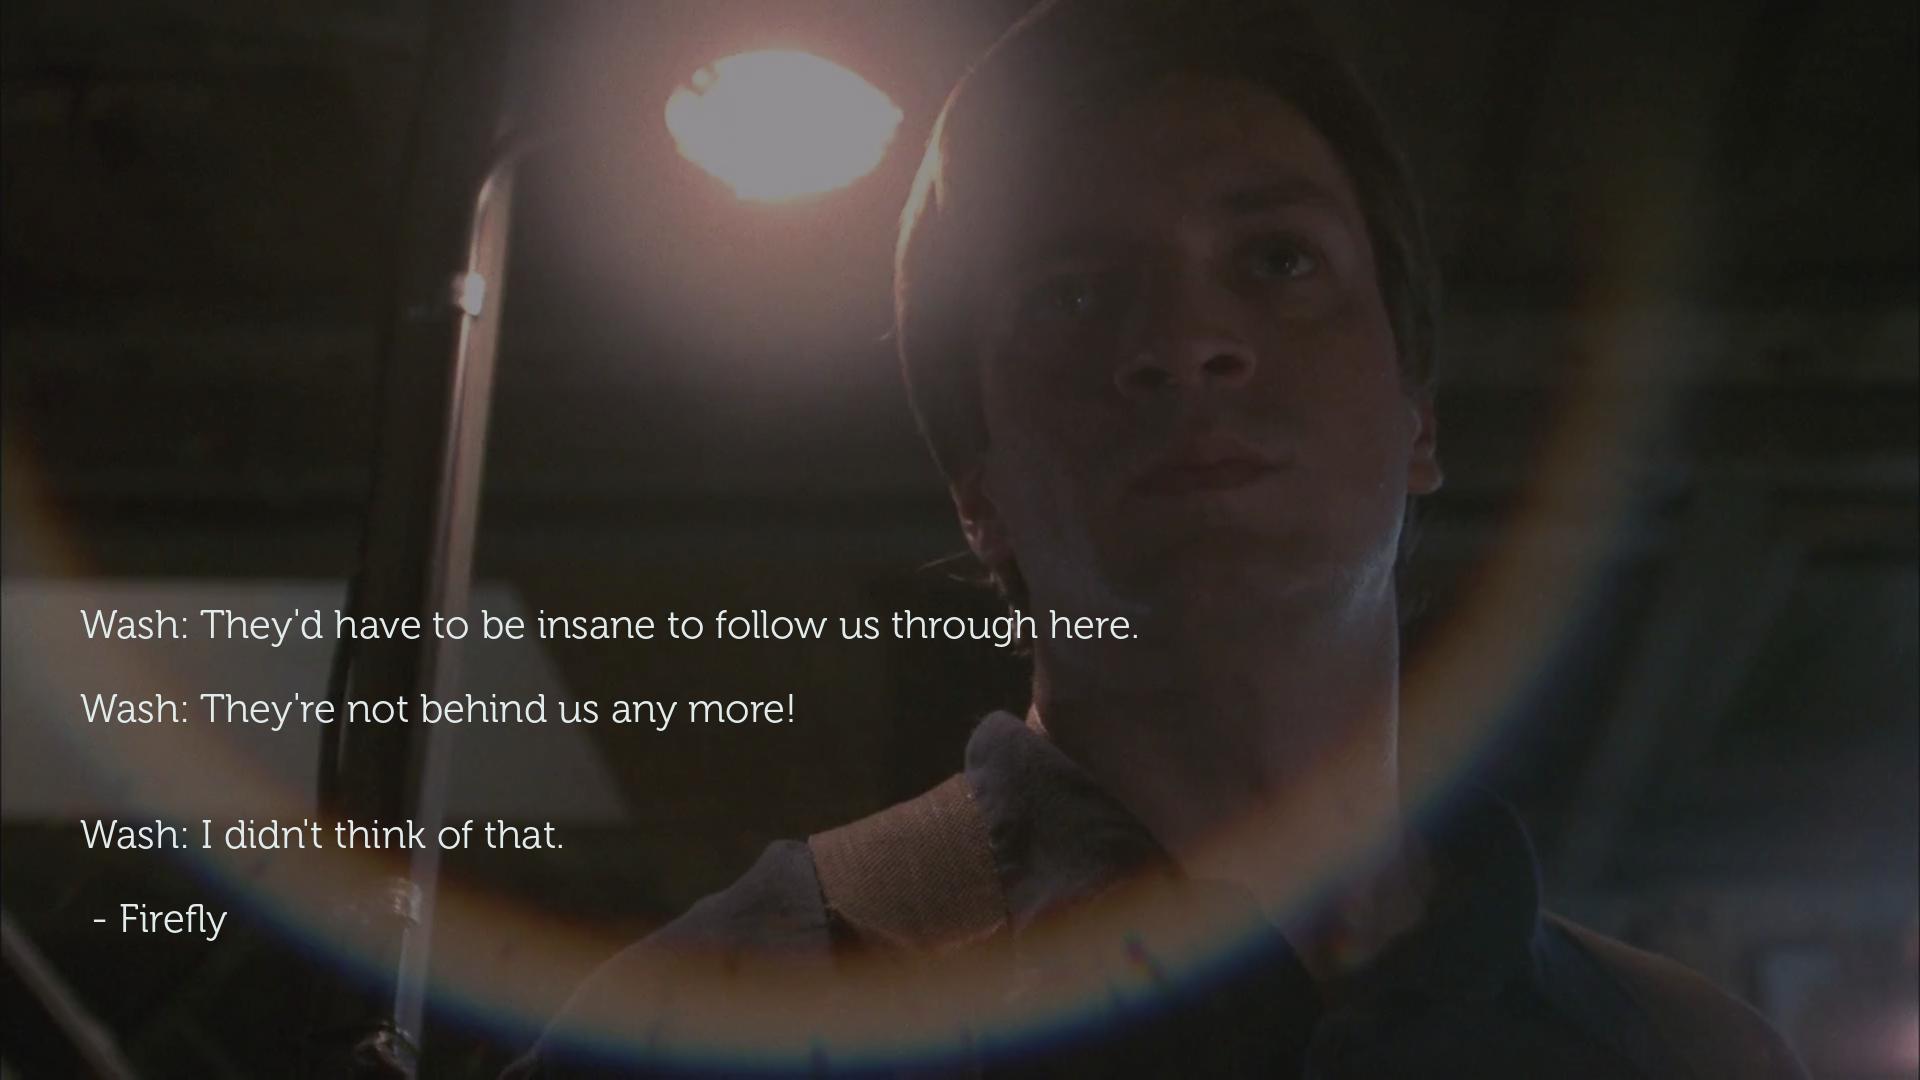 Wash: They'd have to be insane to follow us through here.
Wash: They're not behind us any more!
Wash: I didn't think of that.
- Firefly